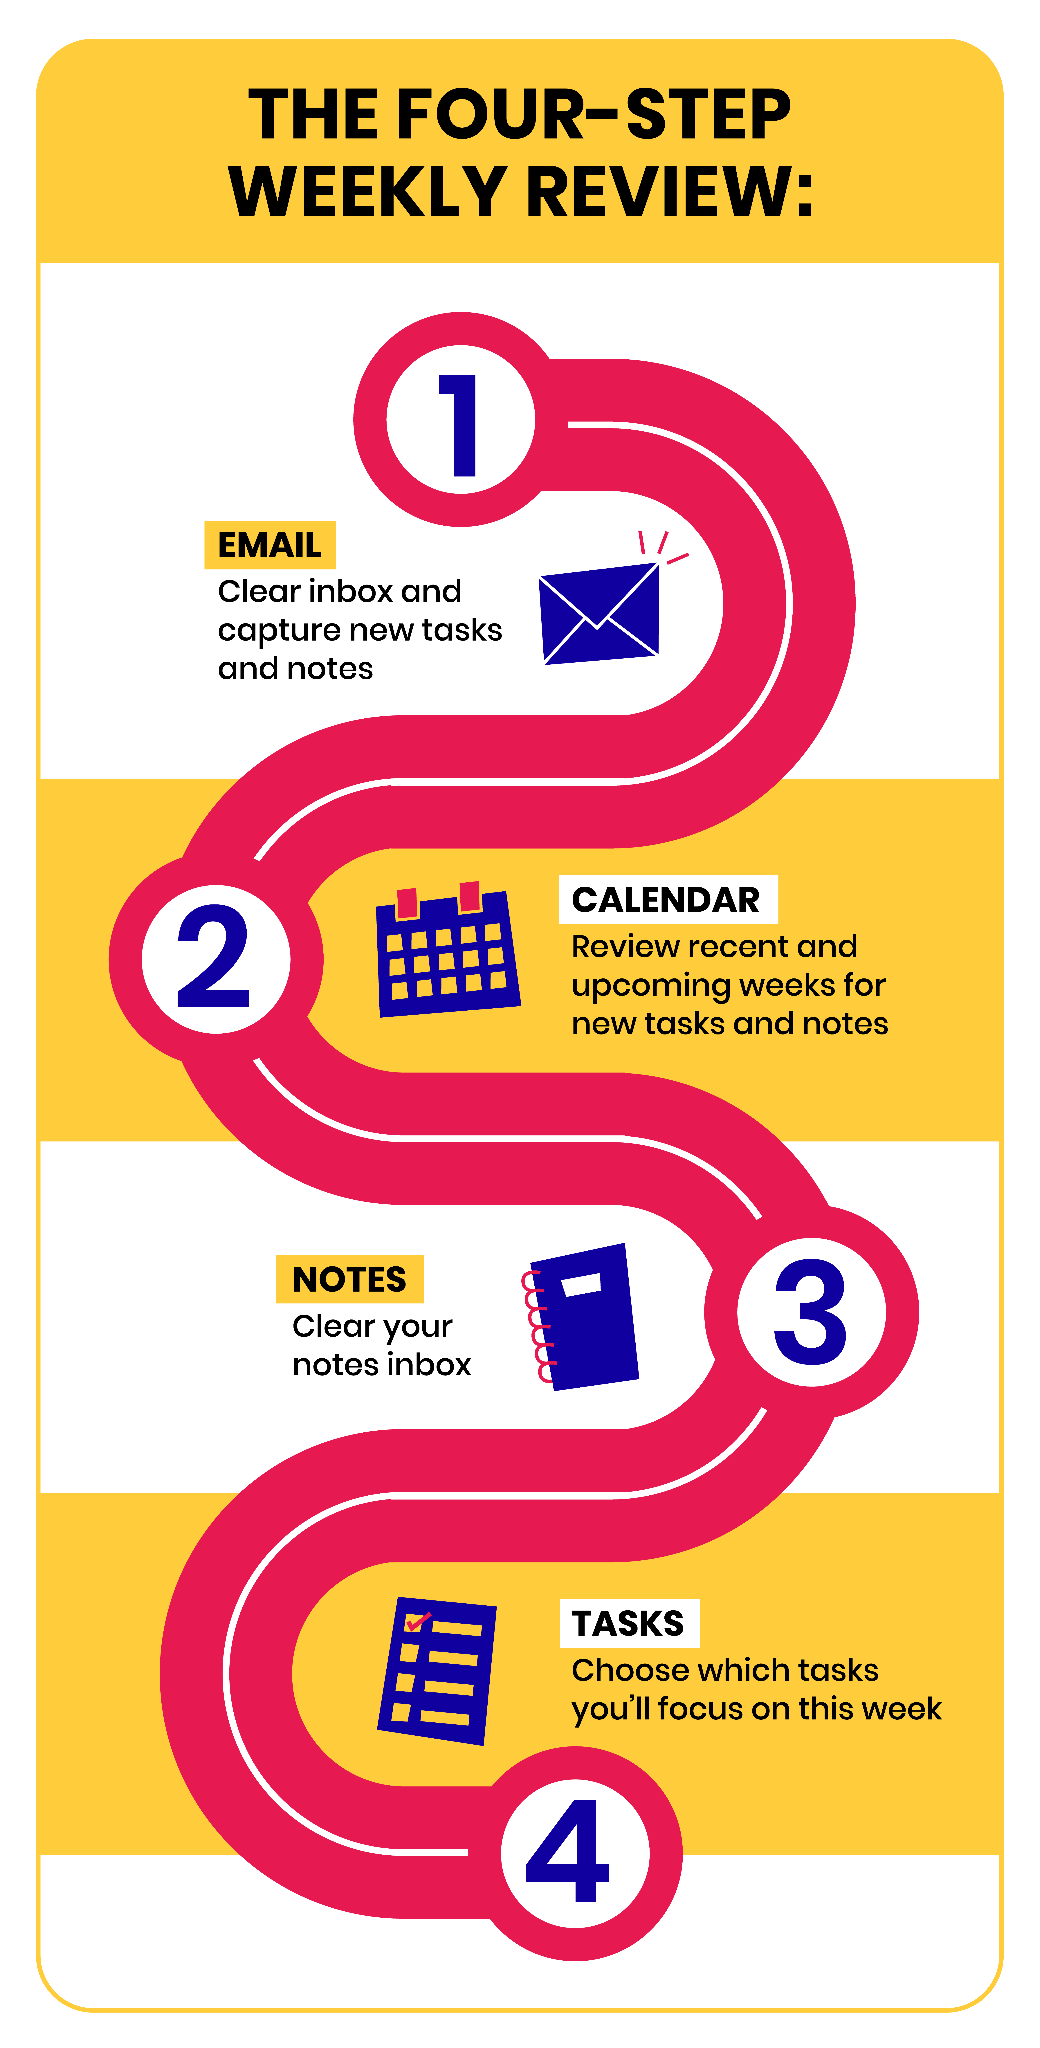 THE FOUR-STEP
WEEKLY REVIEW:
1
EMAIL
Clear inbox and
capture new tasks
and notes
2
CALENDAR
Review recent and
upcoming weeks for
new tasks and notes
3
NOTES
Clear your
notes inbox
TASKS
Choose which tasks
you’ll focus on this week
4